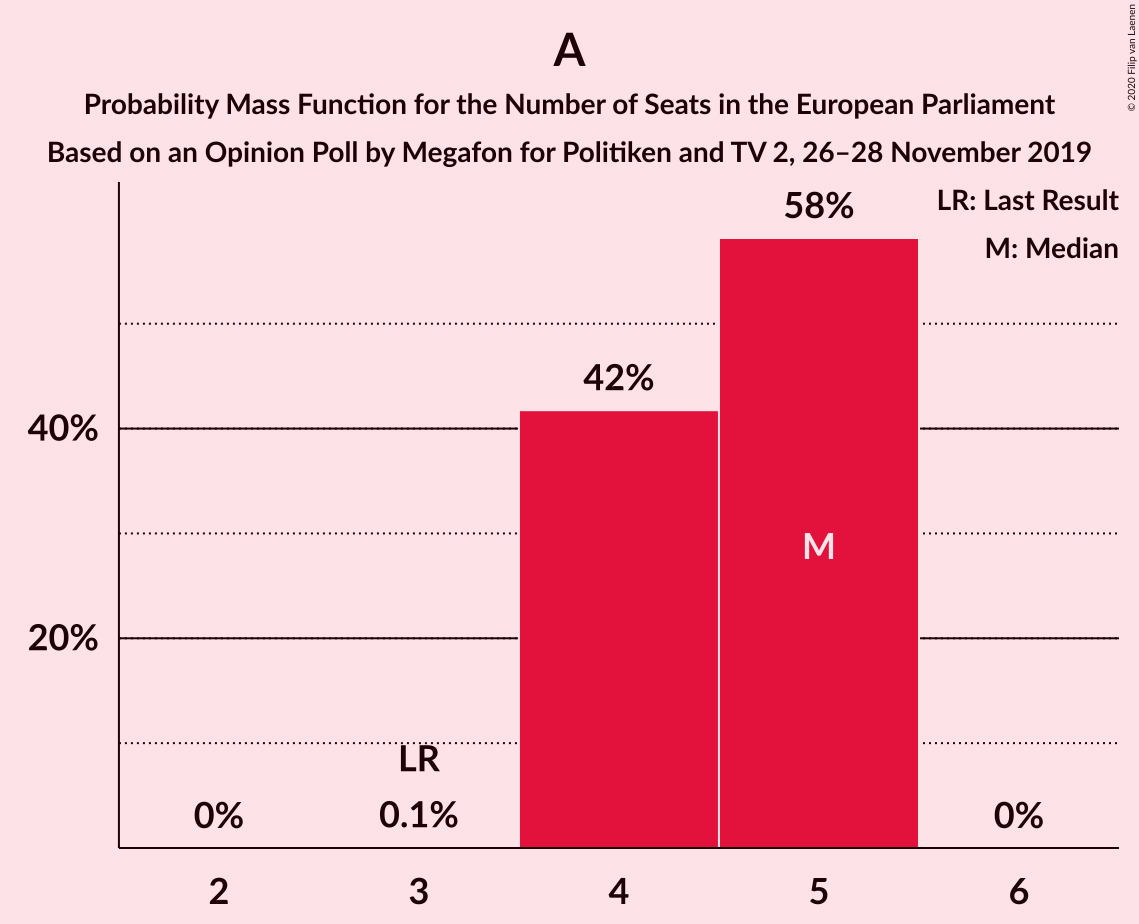 A
Probability Mass Function for the Number of Seats in the European Parliament
Based on an Opinion Poll by Megafon for Politiken and TV 2, 26–28 November 2019
© 2020 Filip van Laenen
LR: Last Result
M: Median
58%
42%
40%
M
20%
LR
0%
0.1%
0%
2
3
4
5
6